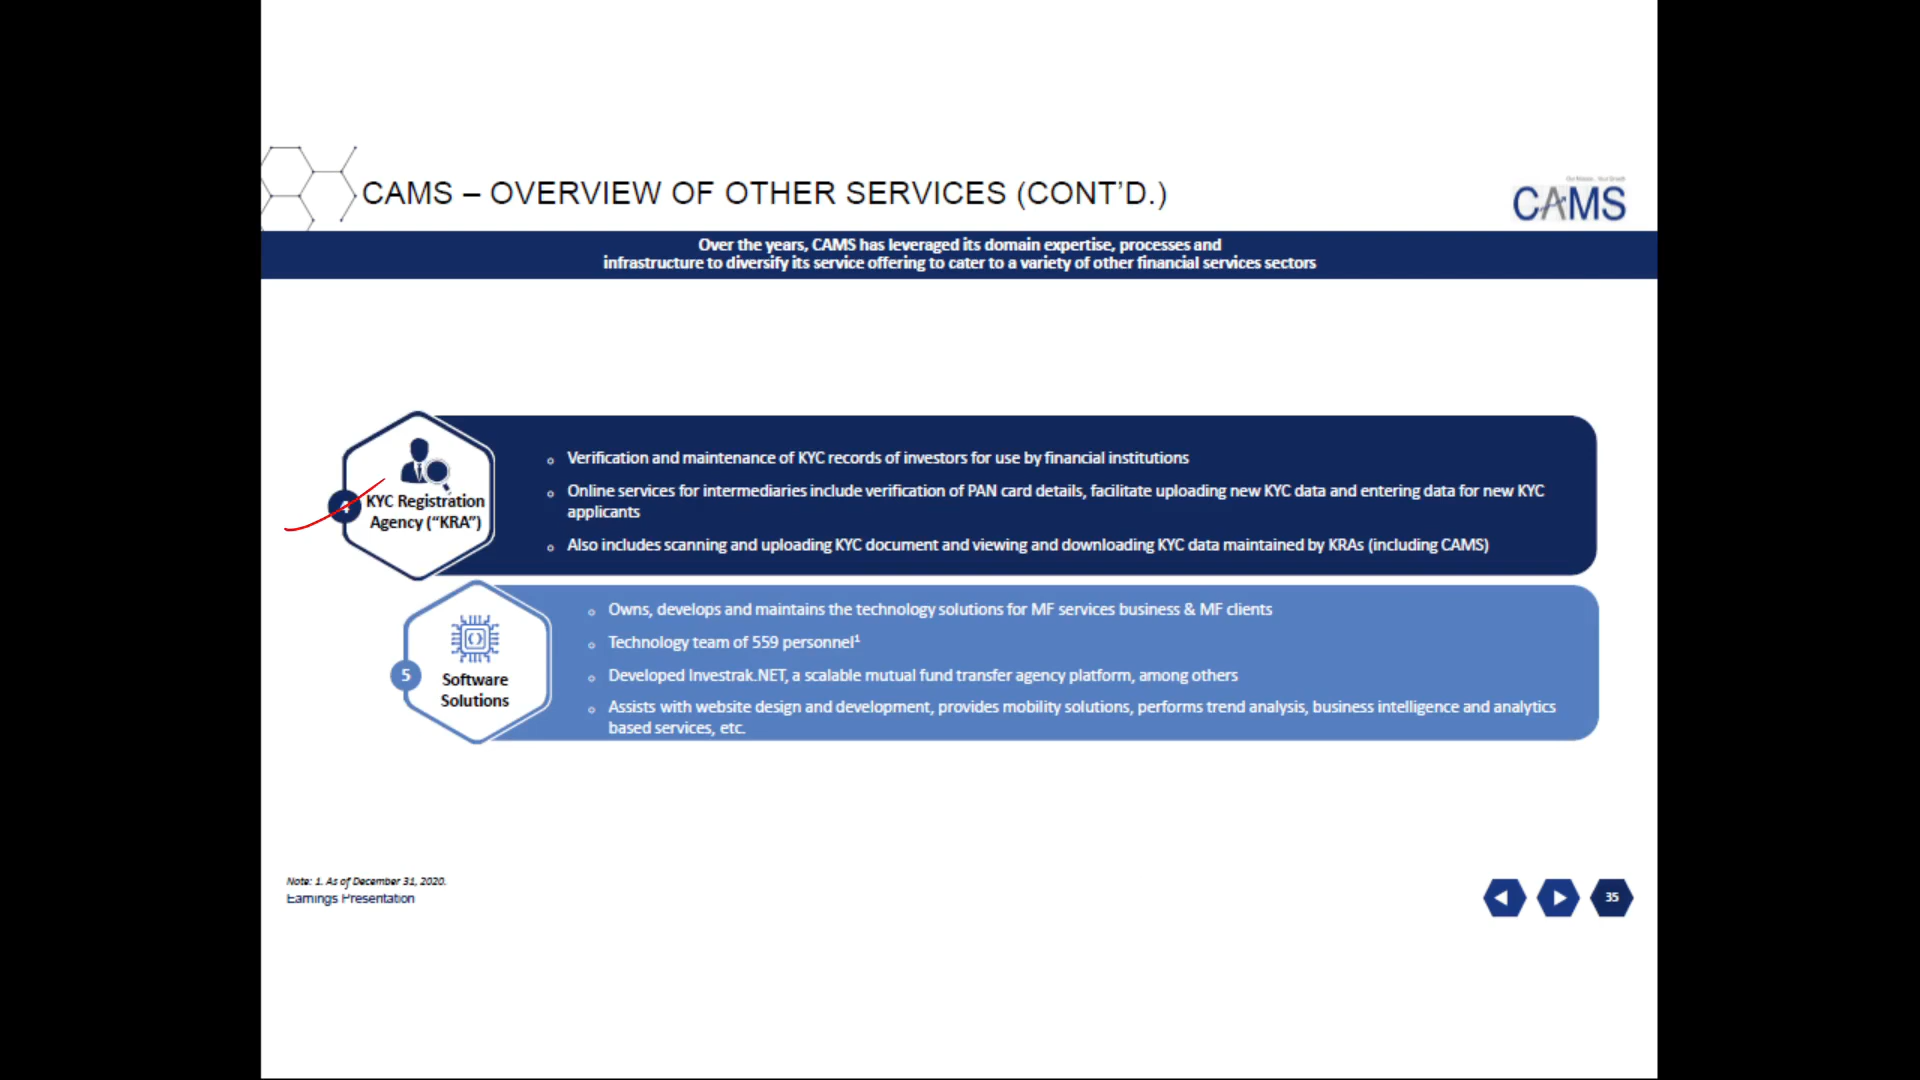 CAMS – OVERVIEW OF OTHER SERVICES (CONT’D.)
CAMS
Over the years, CAMS has leveraged its domain expertise, processes and
infrastructure to diversify its service offering to cater to a variety of other financial services sectors
4
KYC Registration
Agency (“KRA”)
Verification and maintenance of KYC records of investors for use by financial institutions
Online services for intermediaries include verification of PAN card details, facilitate uploading new KYC data and entering data for new KYC
applicants
Also includes scanning and uploading KYC document and viewing and downloading KYC data maintained by KRAs (including CAMS)
5
Software
Solutions
Owns, develops and maintains the technology solutions for MF services business & MF clients
Technology team of 559 personnel¹
Developed Investrak.NET, a scalable mutual fund transfer agency platform, among others
Assists with website design and development, provides mobility solutions, performs trend analysis, business intelligence and analytics
based services, etc.
Note: 1. As of December 31, 2020.
Earnings Presentation
35